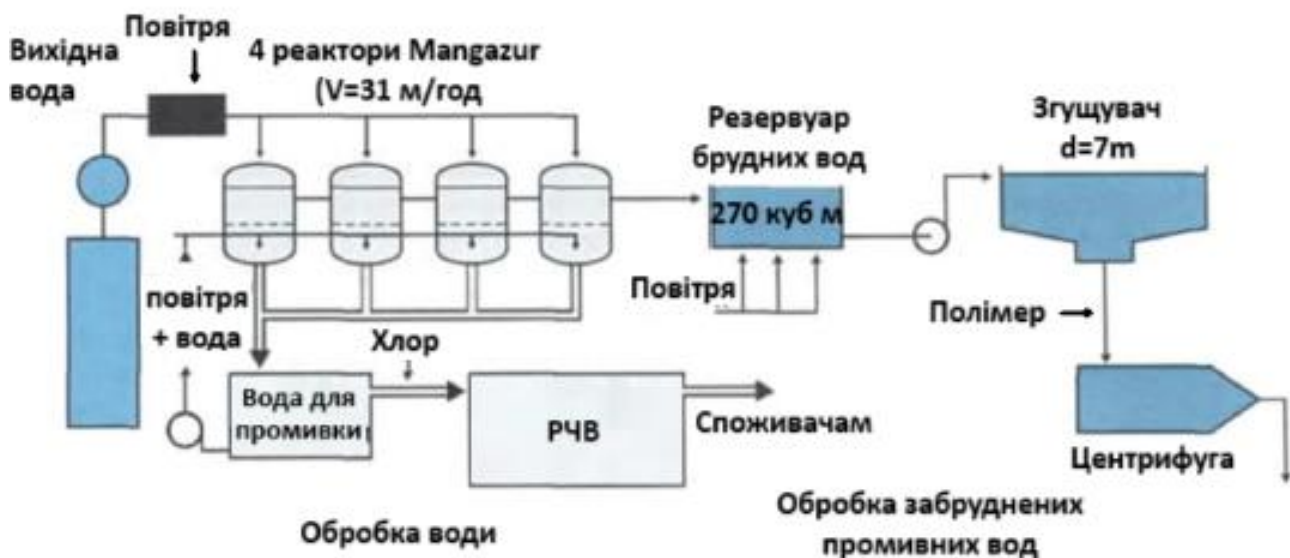 Повітря
Вихідна
вода
4 реактори Mangazur
(V=31 м/год
Резервуар
брудних вод
270 куб м
Згущувач
d=7m
повітря
+ вода
Повітря
Полімер
Хлор
Вода для
промивки
РЧВ
Споживачам
Центрифуга
Обробка води
Обробка забруднених
промивних вод